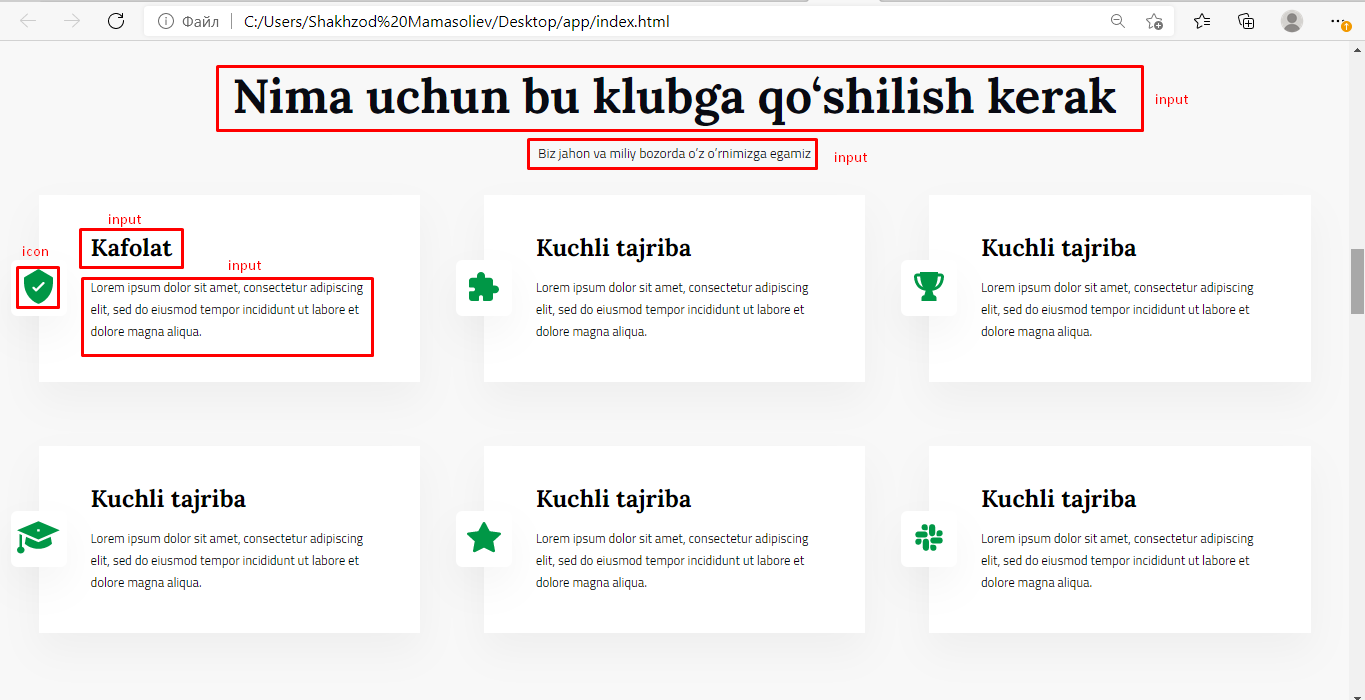 Файл
C:/Users/Shakhzod%20Mamasoliev/Desktop/app/index.html
Nima uchun bu klubga qo‘shilish kerak
input
Biz jahon va miliy bozorda o’z o’rnimizga egamiz
input
input
Kafolat
icon
input
Lorem ipsum dolor sit amet, consectetur adipiscing
elit, sed do eiusmod tempor incididunt ut labore et
dolore magna aliqua.
Kuchli tajriba
Lorem ipsum dolor sit amet, consectetur adipiscing
elit, sed do eiusmod tempor incididunt ut labore et
dolore magna aliqua.
Kuchli tajriba
Lorem ipsum dolor sit amet, consectetur adipiscing
elit, sed do eiusmod tempor incididunt ut labore et
dolore magna aliqua.
Kuchli tajriba
Lorem ipsum dolor sit amet, consectetur adipiscing
elit, sed do eiusmod tempor incididunt ut labore et
dolore magna aliqua.
Kuchli tajriba
Lorem ipsum dolor sit amet, consectetur adipiscing
elit, sed do eiusmod tempor incididunt ut labore et
dolore magna aliqua.
Kuchli tajriba
Lorem ipsum dolor sit amet, consectetur adipiscing
elit, sed do eiusmod tempor incididunt ut labore et
dolore magna aliqua.